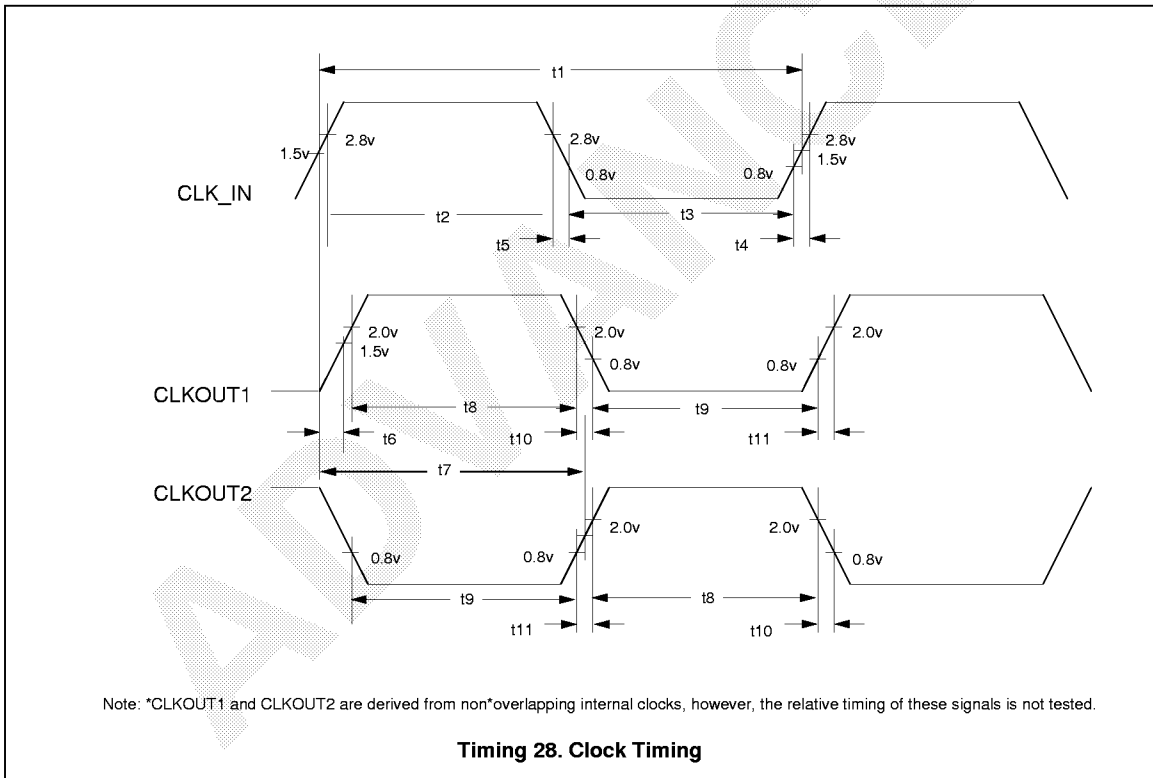 t1
2.8v
2.8v
2.8v
1.5v
1.5v
0.8v
0.8v
CLK_IN
t2
t3
t5
t4
2.0v
2.0v
2.0v
1.5v
0.8v
0.8v
CLKOUT1
t8
t9
t6
t10
t11
t7
CLKOUT2
2.0v
2.0v
0.8v
0.8v
0.8v
t9
t8
t11
t10
Note: *CLKOUT1 and CLKOUT2 are derived from non*overlapping internal clocks, however, the relative timing of these signals is not tested.
Timing 28. Clock Timing
ADVANCE